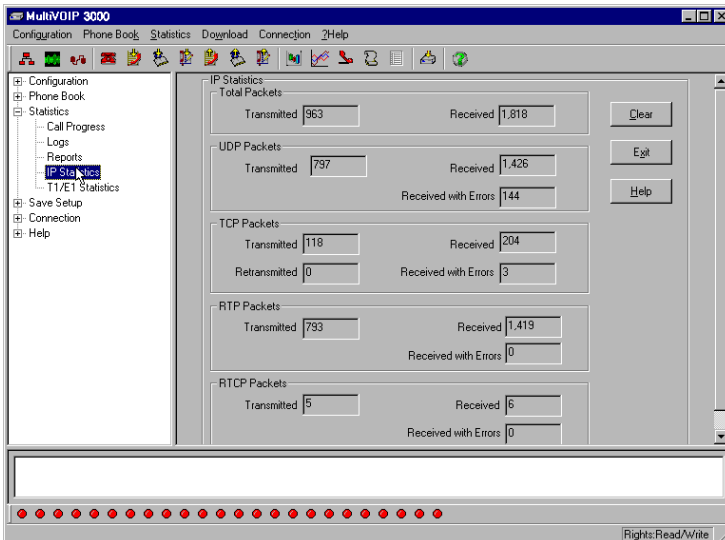 MultiVOIP 3000
Configuration Phone Book Statistics Download Connection ?Help
Configuration
Phone Book
Statistics
Call Progress
Logs
Reports
IP Statistics
T1/E1 Statistics
Save Setup
Connection
Help
IP Statistics
Total Packets
Transmitted 963 Received 1,818
UDP Packets
Transmitted 797 Received 1,426
Received with Errors 144
TCP Packets
Transmitted 118 Received 204
Retransmitted 0 Received with Errors 3
RTP Packets
Transmitted 793 Received 1,419
Received with Errors 0
RTCP Packets
Transmitted 5 Received 6
Received with Errors 0
Clear
Exit
Help
Rights:Read/Write